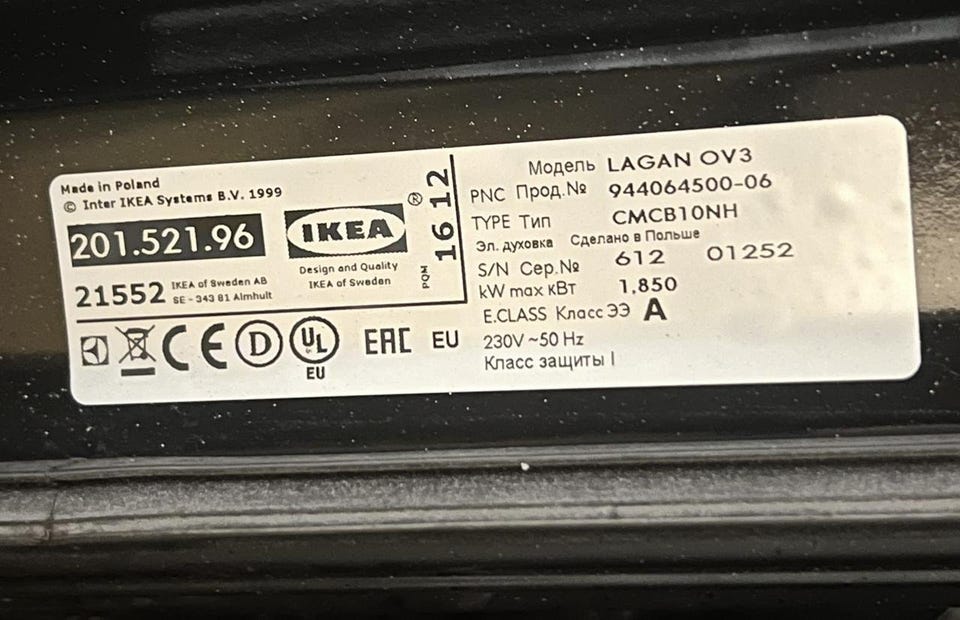 Made in Poland
© Inter IKEA Systems B.V. 1999
201.521.96
IKEA ®
Design and Quality
IKEA of Sweden
21552
IKEA of Sweden AB
SE - 343 81 Älmhult
PQM
16 12
CE D UL EAC EU
EU
Модель LAGAN OV3
PNC Прод.№ 944064500-06
TYPE Тип CMCB10NH
Эл. духовка Сделано в Польше
S/N Сер.№ 612 01252
kW max кВт 1,850
E.CLASS Класс ЭЭ A
230V ~50 Hz
Класс защиты I